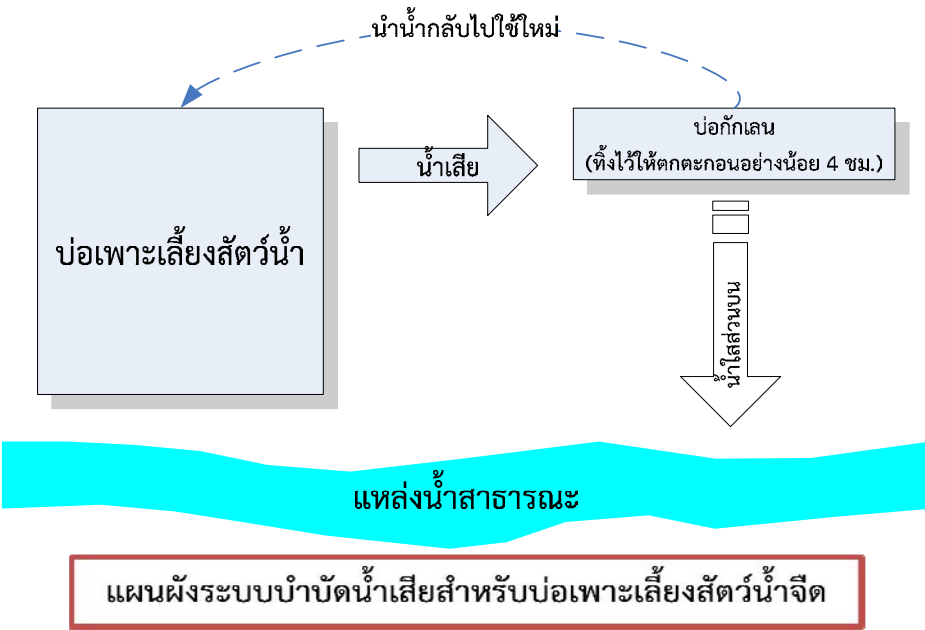 นำน้ำกลับไปใช้ใหม่
บ่อเพาะเลี้ยงสัตว์น้ำ
น้ำเสีย
บ่อกักเลน
(ทิ้งไว้ให้ตกตะกอนอย่างน้อย 4 ชม.)
น้ำใสส่วนบน
แหล่งน้ำสาธารณะ
แผนผังระบบบำบัดน้ำเสียสำหรับบ่อเพาะเลี้ยงสัตว์น้ำจืด